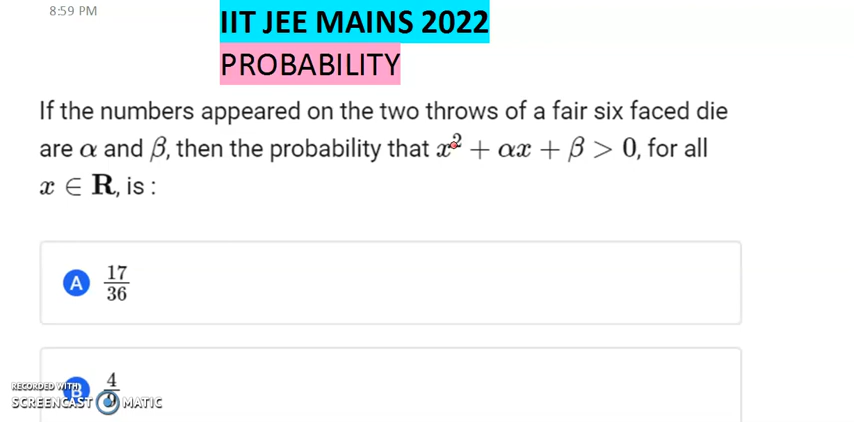 8:59 PM
IIT JEE MAINS 2022
PROBABILITY
If the numbers appeared on the two throws of a fair six faced die
are α and β, then the probability that x² + αx + β > 0, for all
x ∈ R, is :
A 17/36
B 4/9
RECORDED WITH
SCREENCAST O MATIC